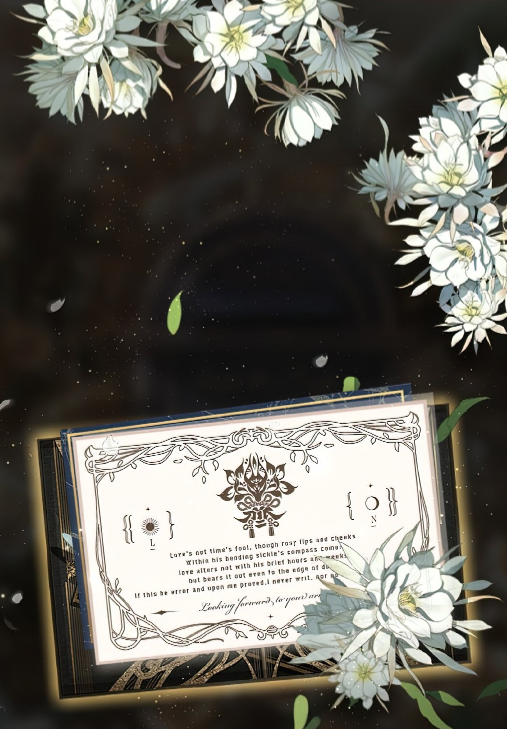 Love's not time's fool, though rosy lips and cheeks
Within his bending sickle's compass come
love alters not with his brief hours and weeks
but bears it out even to the edge of
If this be error and upon me proved,i never writ, nor
Looking forward, to your
L
N